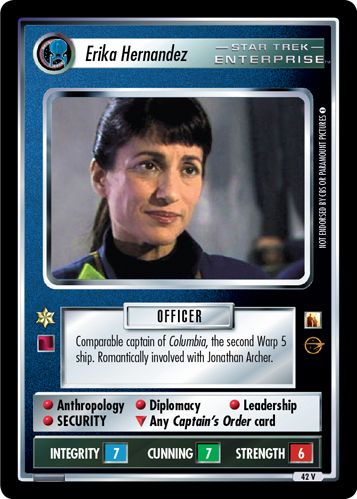 Erika Hernandez
STAR TREK
ENTERPRISE™
NOT ENDORSED BY CBS OR PARAMOUNT PICTURES
OFFICER
Comparable captain of Columbia, the second Warp 5
ship. Romantically involved with Jonathan Archer.
Anthropology Diplomacy Leadership
SECURITY Any Captain's Order card
INTEGRITY 7 CUNNING 7 STRENGTH 6
42 V